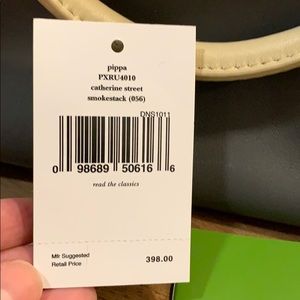 pippa
PXRU4010
catherine street
smokestack (056)
DNS1011
0 98689 50616 6
read the classics
Mfr Suggested
Retail Price 398.00